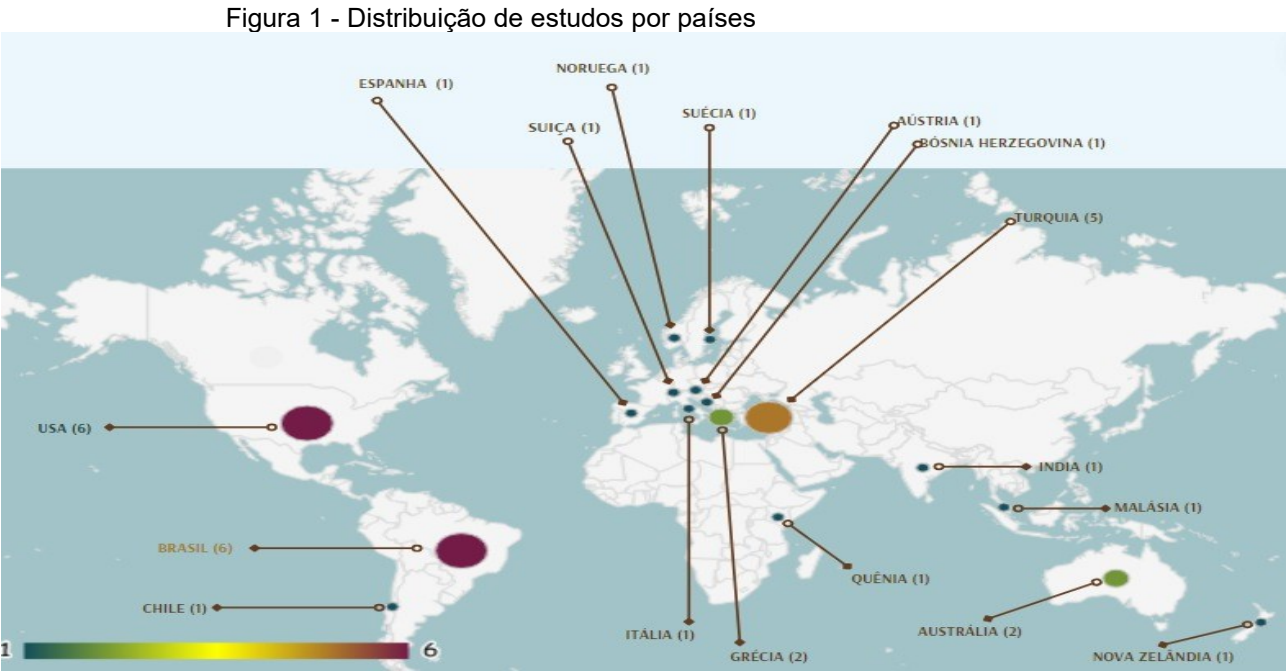 Figura 1 - Distribuição de estudos por países
NORUEGA (1)
ESPANHA (1)
SUÉCIA (1)
SUIÇA (1)
AÚSTRIA (1)
BÓSNIA HERZEGOVINA (1)
TURQUIA (5)
USA (6)
INDIA (1)
MALÁSIA (1)
BRASIL (6)
QUÊNIA (1)
CHILE (1)
ITÁLIA (1)
AUSTRÁLIA (2)
GRÉCIA (2)
NOVA ZELÃNDIA (1)
1 6